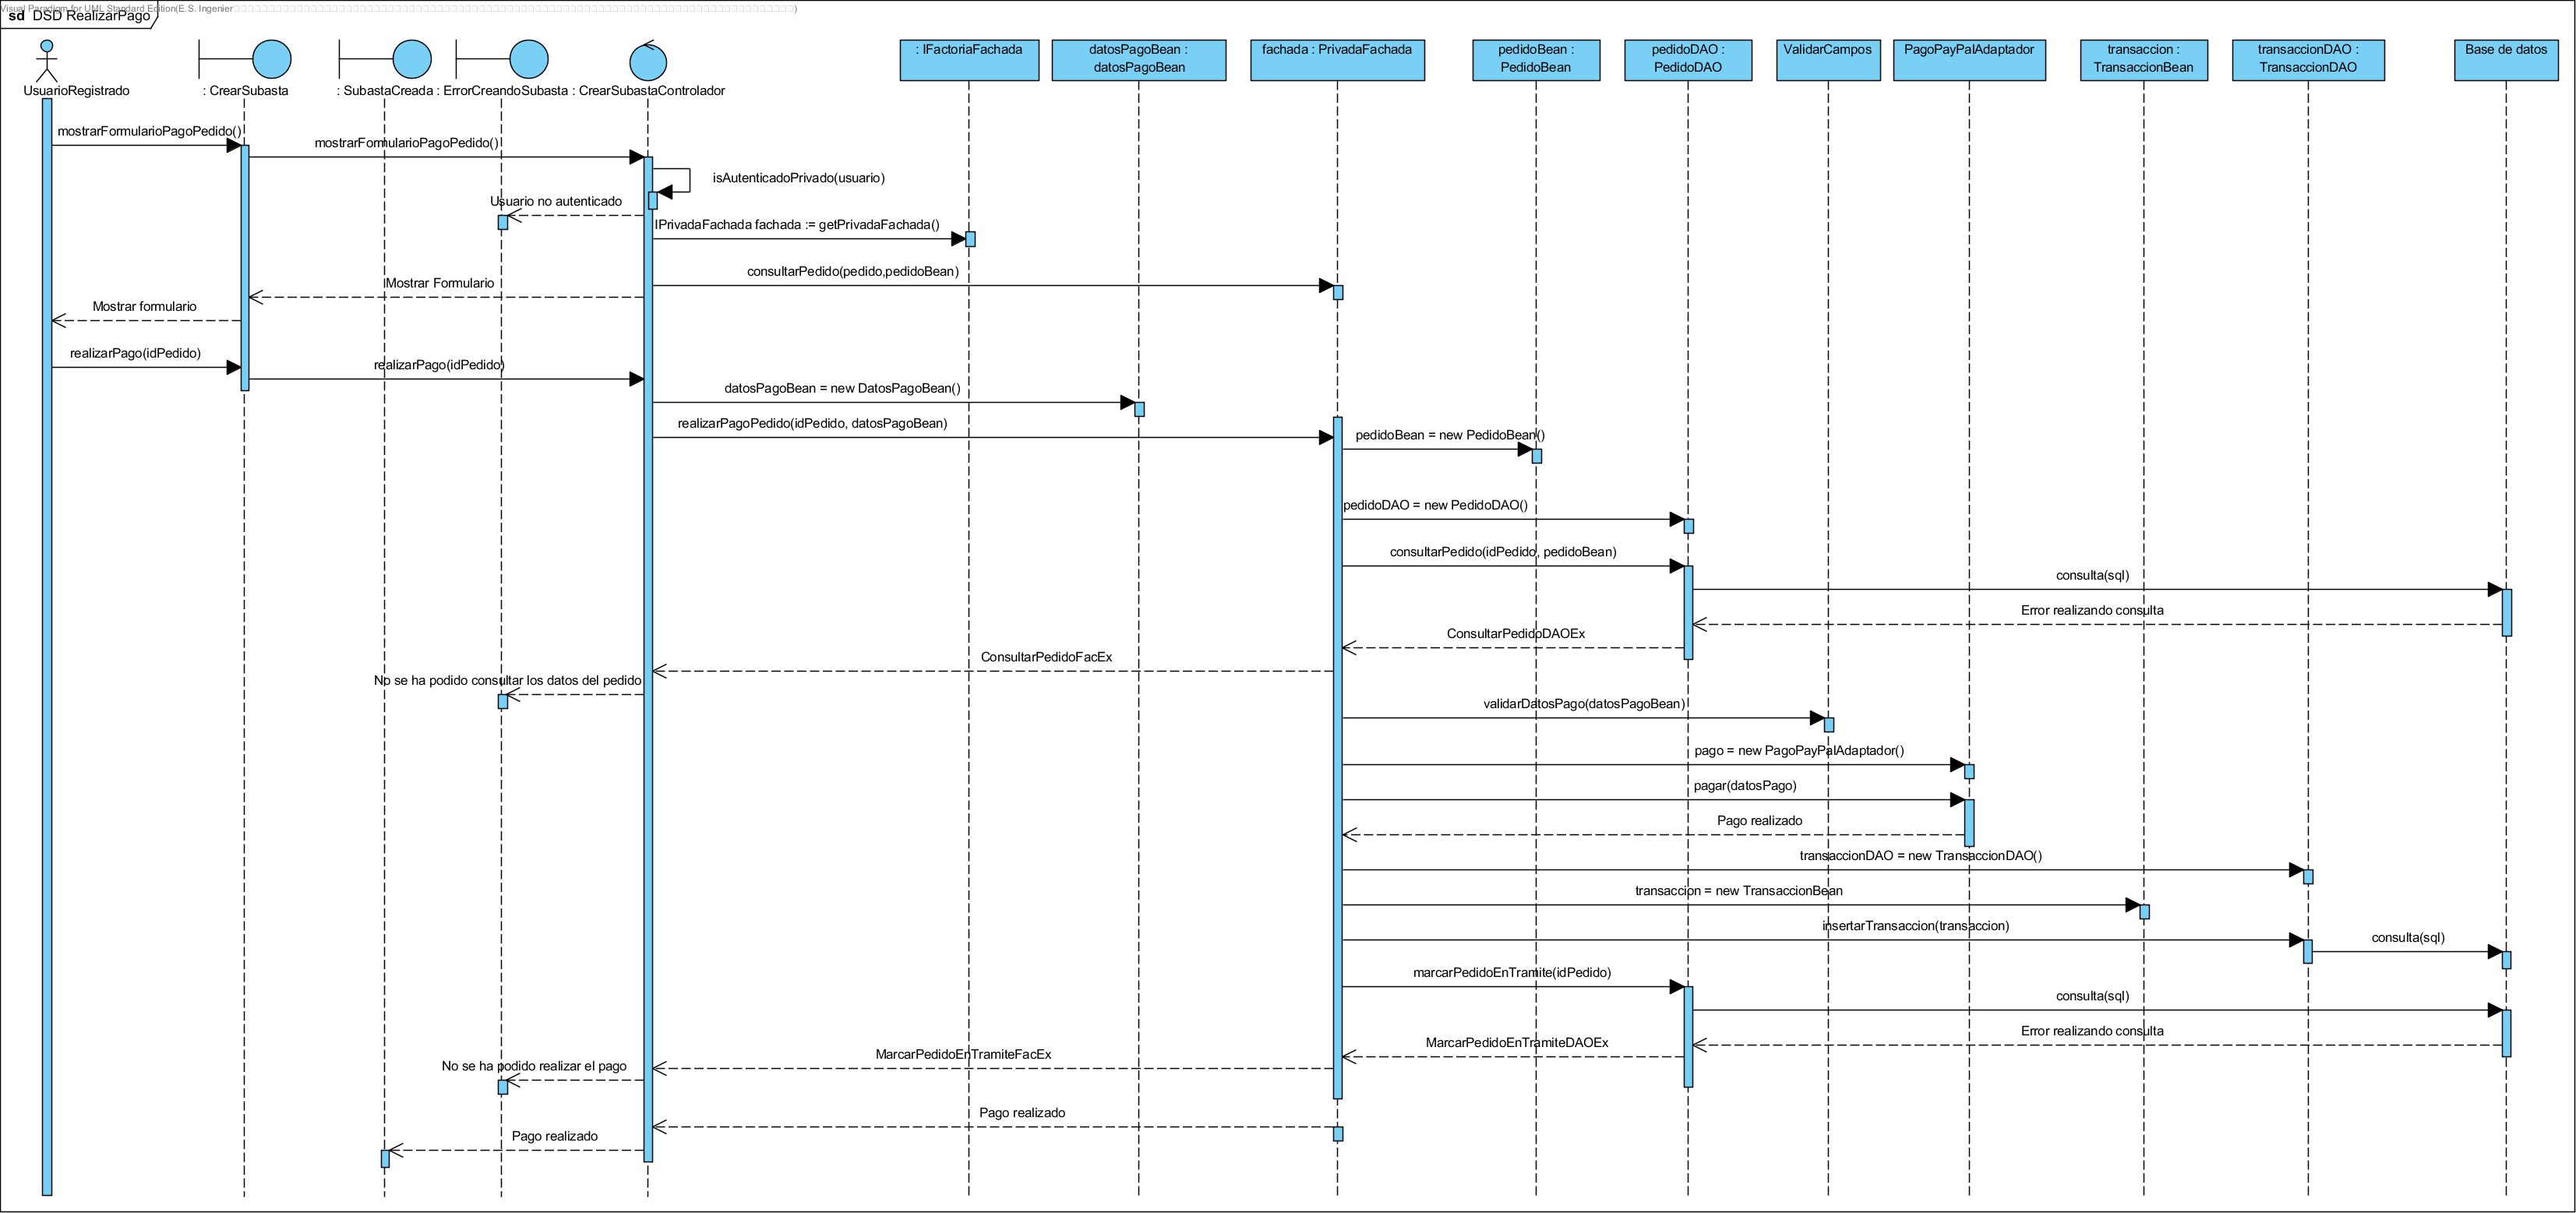 Visual Paradigm for UML Standard Edition(E.S. Ingenier
sd DSD RealizarPago
UsuarioRegistrado
: CrearSubasta
: SubastaCreada
: ErrorCreandoSubasta
: CrearSubastaControlador
: IFactoriaFachada
datosPagoBean :
datosPagoBean
fachada : PrivadaFachada
pedidoBean :
PedidoBean
pedidoDAO :
PedidoDAO
ValidarCampos
PagoPayPalAdaptador
transaccion :
TransaccionBean
transaccionDAO :
TransaccionDAO
Base de datos
mostrarFormularioPagoPedido()
mostrarFormularioPagoPedido()
isAutenticadoPrivado(usuario)
Usuario no autenticado
IPrivadaFachada fachada := getPrivadaFachada()
consultarPedido(pedido,pedidoBean)
Mostrar Formulario
Mostrar formulario
realizarPago(idPedido)
realizarPago(idPedido)
datosPagoBean = new DatosPagoBean()
realizarPagoPedido(idPedido, datosPagoBean)
pedidoBean = new PedidoBean()
pedidoDAO = new PedidoDAO()
consultarPedido(idPedido, pedidoBean)
consulta(sql)
Error realizando consulta
ConsultarPedidoDAOEx
ConsultarPedidoFacEx
No se ha podido consultar los datos del pedido
validarDatosPago(datosPagoBean)
pago = new PagoPayPalAdaptador()
pagar(datosPago)
Pago realizado
transaccionDAO = new TransaccionDAO()
transaccion = new TransaccionBean
insertarTransaccion(transaccion)
consulta(sql)
marcarPedidoEnTramite(idPedido)
consulta(sql)
Error realizando consulta
MarcarPedidoEnTramiteDAOEx
MarcarPedidoEnTramiteFacEx
No se ha podido realizar el pago
Pago realizado
Pago realizado